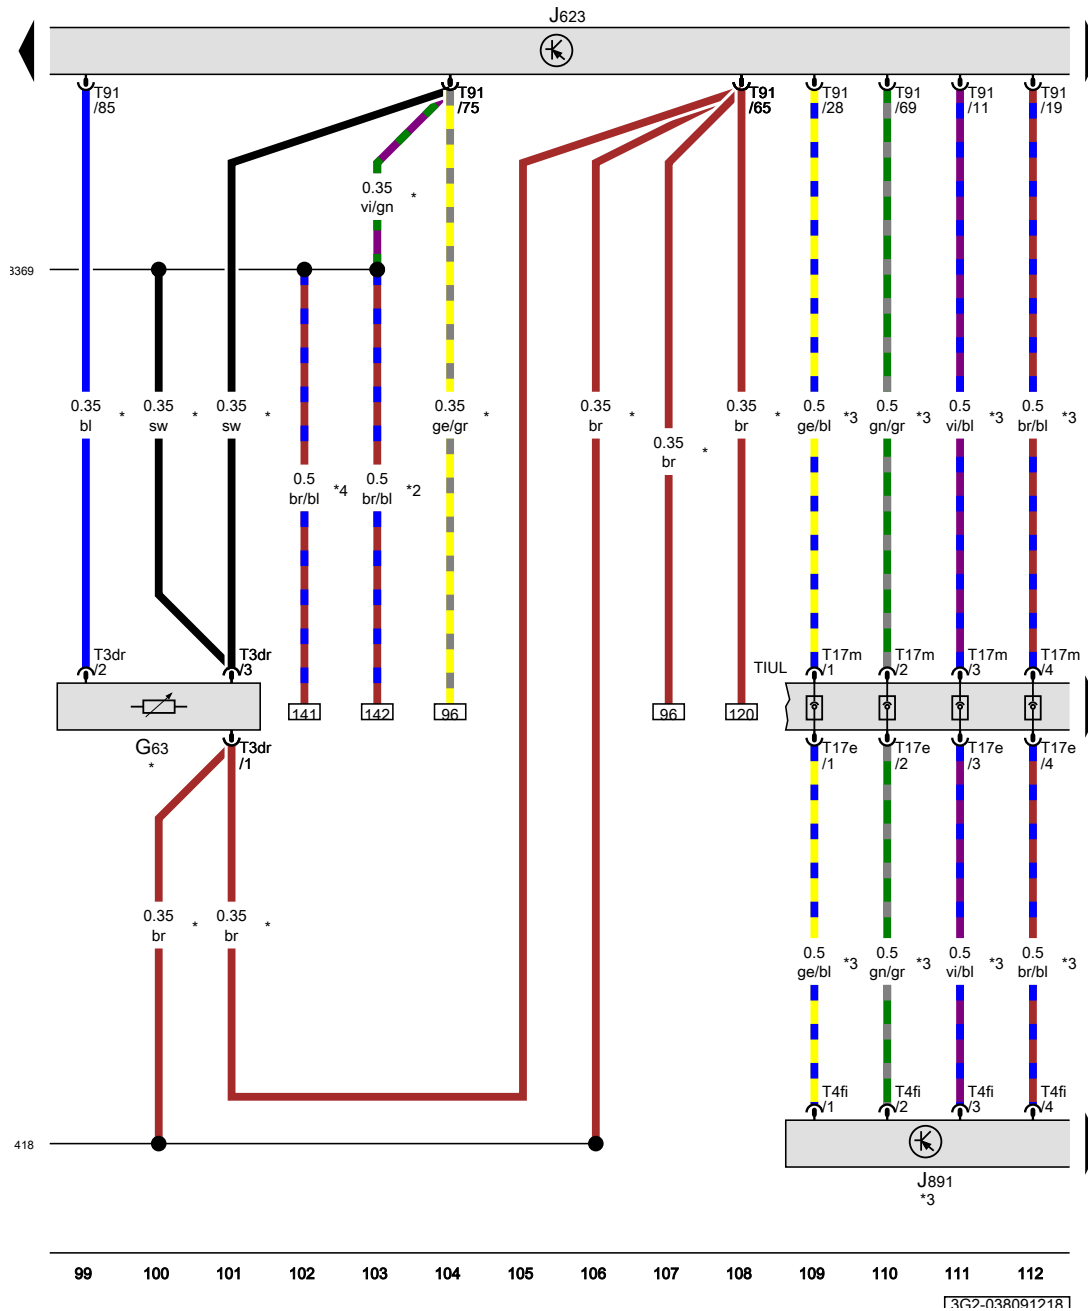 J623
T91 T91 T91 T91 T91 T91 T91
/85 /75 /65 /28 /69 /11 /19
0.35
vi/gn *
3369
0.35 * 0.35 * 0.35 * 0.35 * 0.35 * 0.35 * 0.5 *3 0.5 *3 0.5 *3 0.5 *3
bl sw sw ge/gr br br ge/bl gn/gr vi/bl br/bl
0.35 *
br
0.5 *4 0.5 *2
br/bl br/bl
T3dr T3dr TIUL T17m T17m T17m T17m
/2 /3 /1 /2 /3 /4
141 142 96 96 120
G63
*
T3dr T17e T17e T17e T17e
/1 /1 /2 /3 /4
0.35 * 0.35 *
br br
0.5 *3 0.5 *3 0.5 *3 0.5 *3
ge/bl gn/gr vi/bl br/bl
T4fi T4fi T4fi T4fi
/1 /2 /3 /4
418
J891
*3
99 100 101 102 103 104 105 106 107 108 109 110 111 112
3G2-038091218